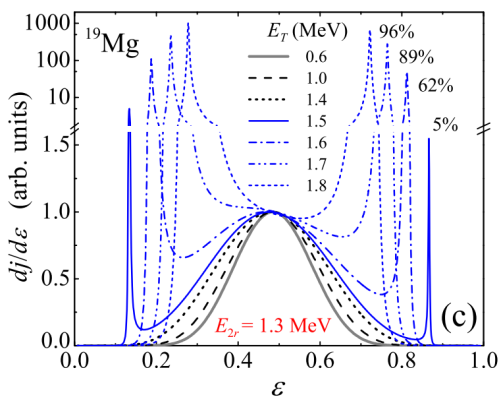 ¹⁹Mg
E_T (MeV)
0.6
1.0
1.4
1.5
1.6
1.7
1.8
96%
89%
62%
5%
1000
100
10
1.5
1.0
0.5
0.0
dj/dε (arb. units)
E_2r = 1.3 MeV
(c)
0.0 0.2 0.4 0.6 0.8 1.0
ε